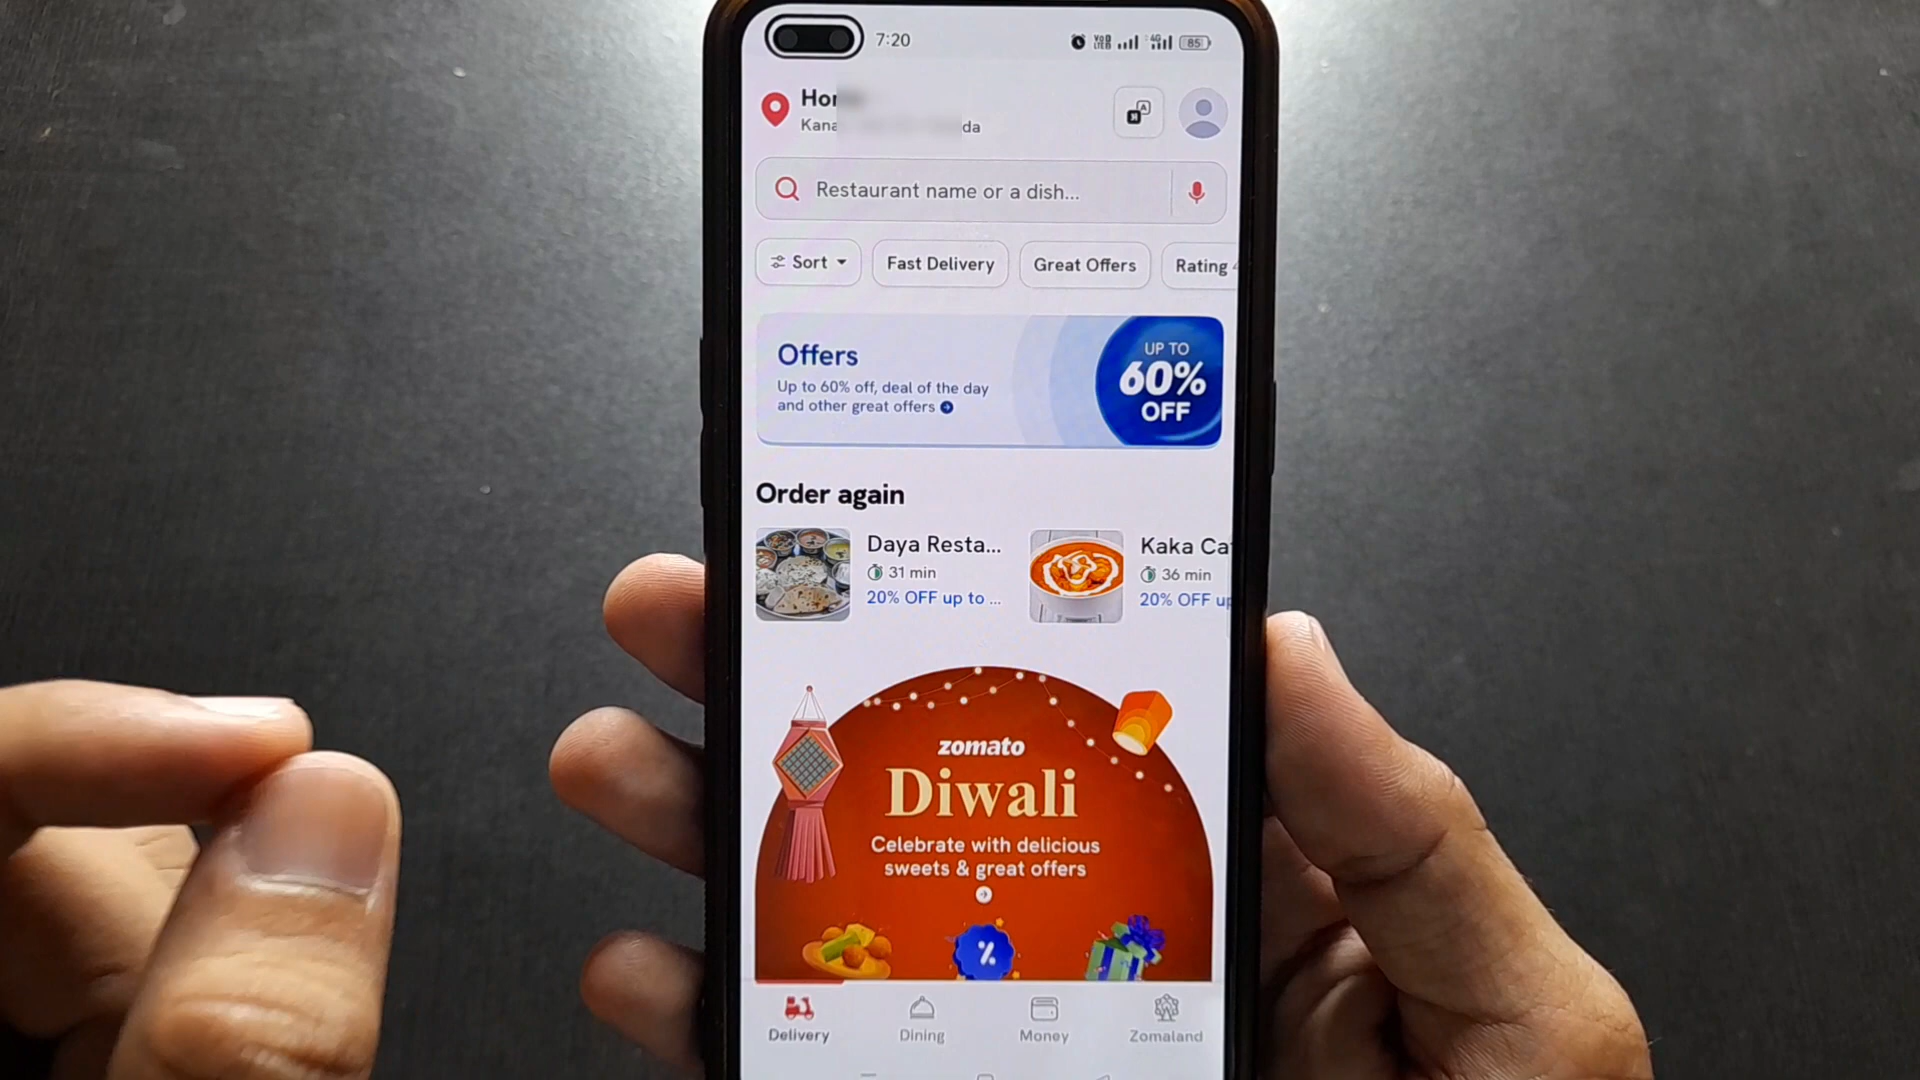 7:20
85
Home
Kana da
Restaurant name or a dish...
Sort
Fast Delivery
Great Offers
Rating
Offers
Up to 60% off, deal of the day
and other great offers
UP TO
60%
OFF
Order again
Daya Resta...
31 min
20% OFF up to ...
Kaka Ca
36 min
20% OFF up
zomato
Diwali
Celebrate with delicious
sweets & great offers
%
Delivery
Dining
Money
Zomaland